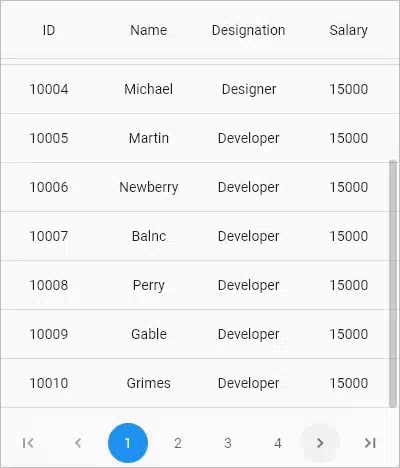 ID Name Designation Salary
10004 Michael Designer 15000
10005 Martin Developer 15000
10006 Newberry Developer 15000
10007 Balnc Developer 15000
10008 Perry Developer 15000
10009 Gable Developer 15000
10010 Grimes Developer 15000
1 2 3 4